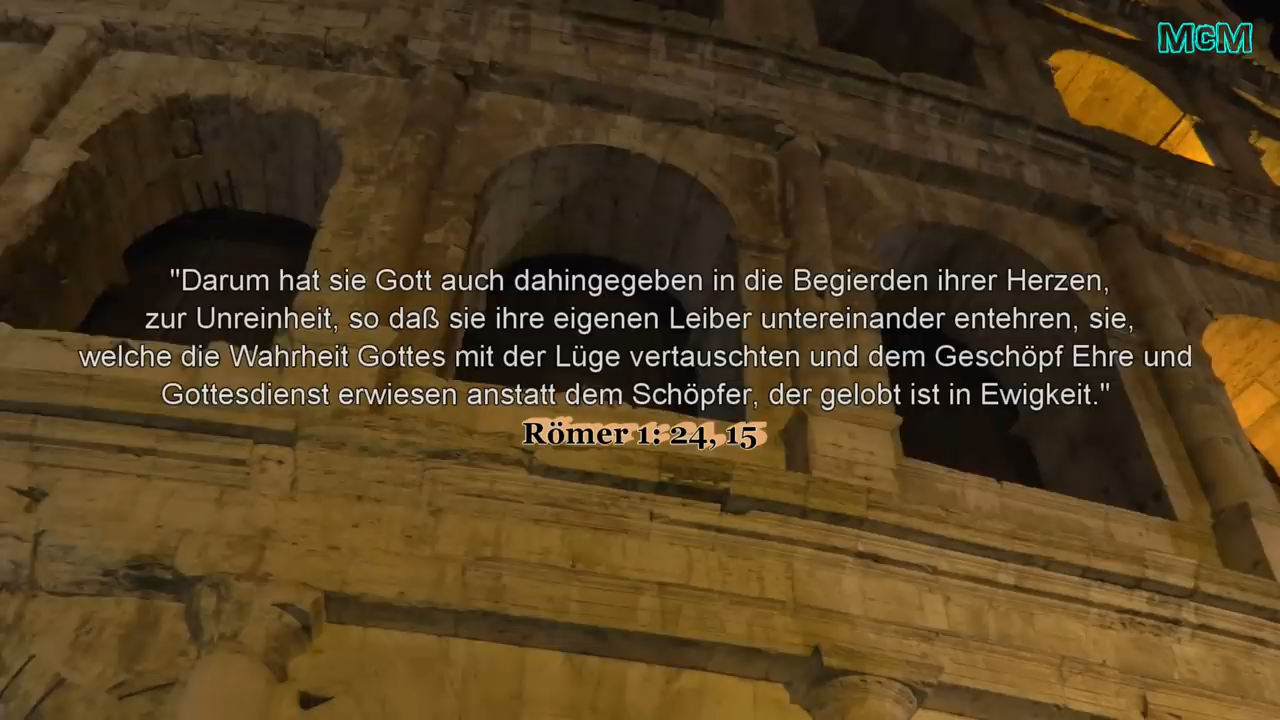 McM
"Darum hat sie Gott auch dahingegeben in die Begierden ihrer Herzen,
zur Unreinheit, so daß sie ihre eigenen Leiber untereinander entehren, sie,
welche die Wahrheit Gottes mit der Lüge vertauschten und dem Geschöpf Ehre und
Gottesdienst erwiesen anstatt dem Schöpfer, der gelobt ist in Ewigkeit."
Römer 1: 24, 15